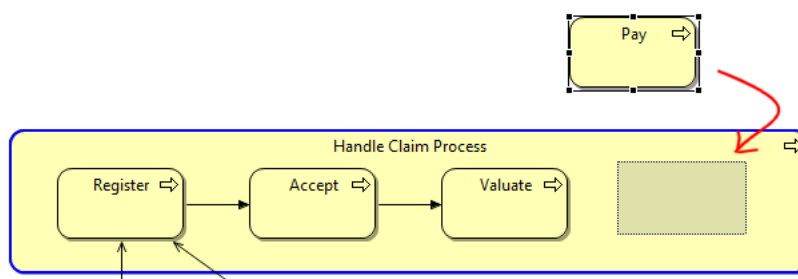 Pay
Handle Claim Process
Register
Accept
Valuate